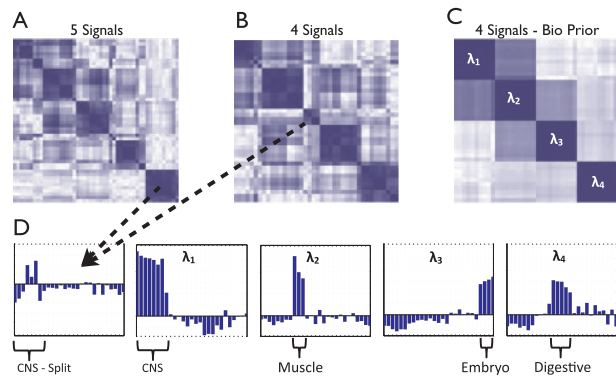 A
5 Signals
B
4 Signals
C
4 Signals - Bio Prior
λ1
λ2
λ3
λ4
D
λ1
λ2
λ3
λ4
CNS - Split
CNS
Muscle
Embryo
Digestive